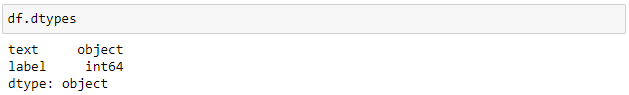 df.dtypes
text     object
label     int64
dtype: object